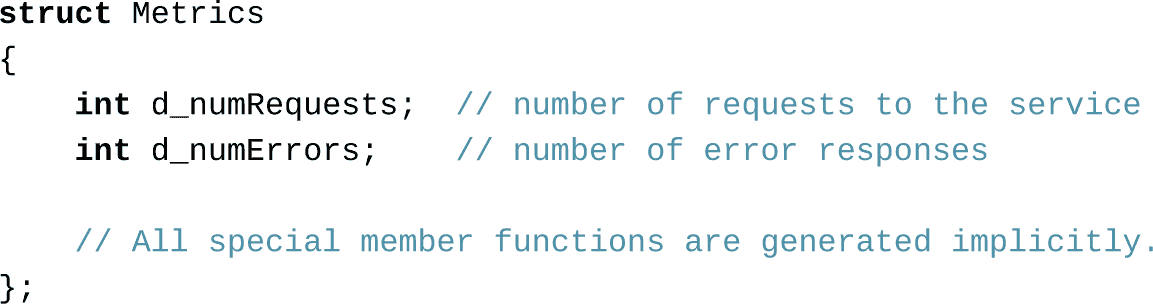 struct Metrics
{
    int d_numRequests;  // number of requests to the service
    int d_numErrors;    // number of error responses

    // All special member functions are generated implicitly.
};